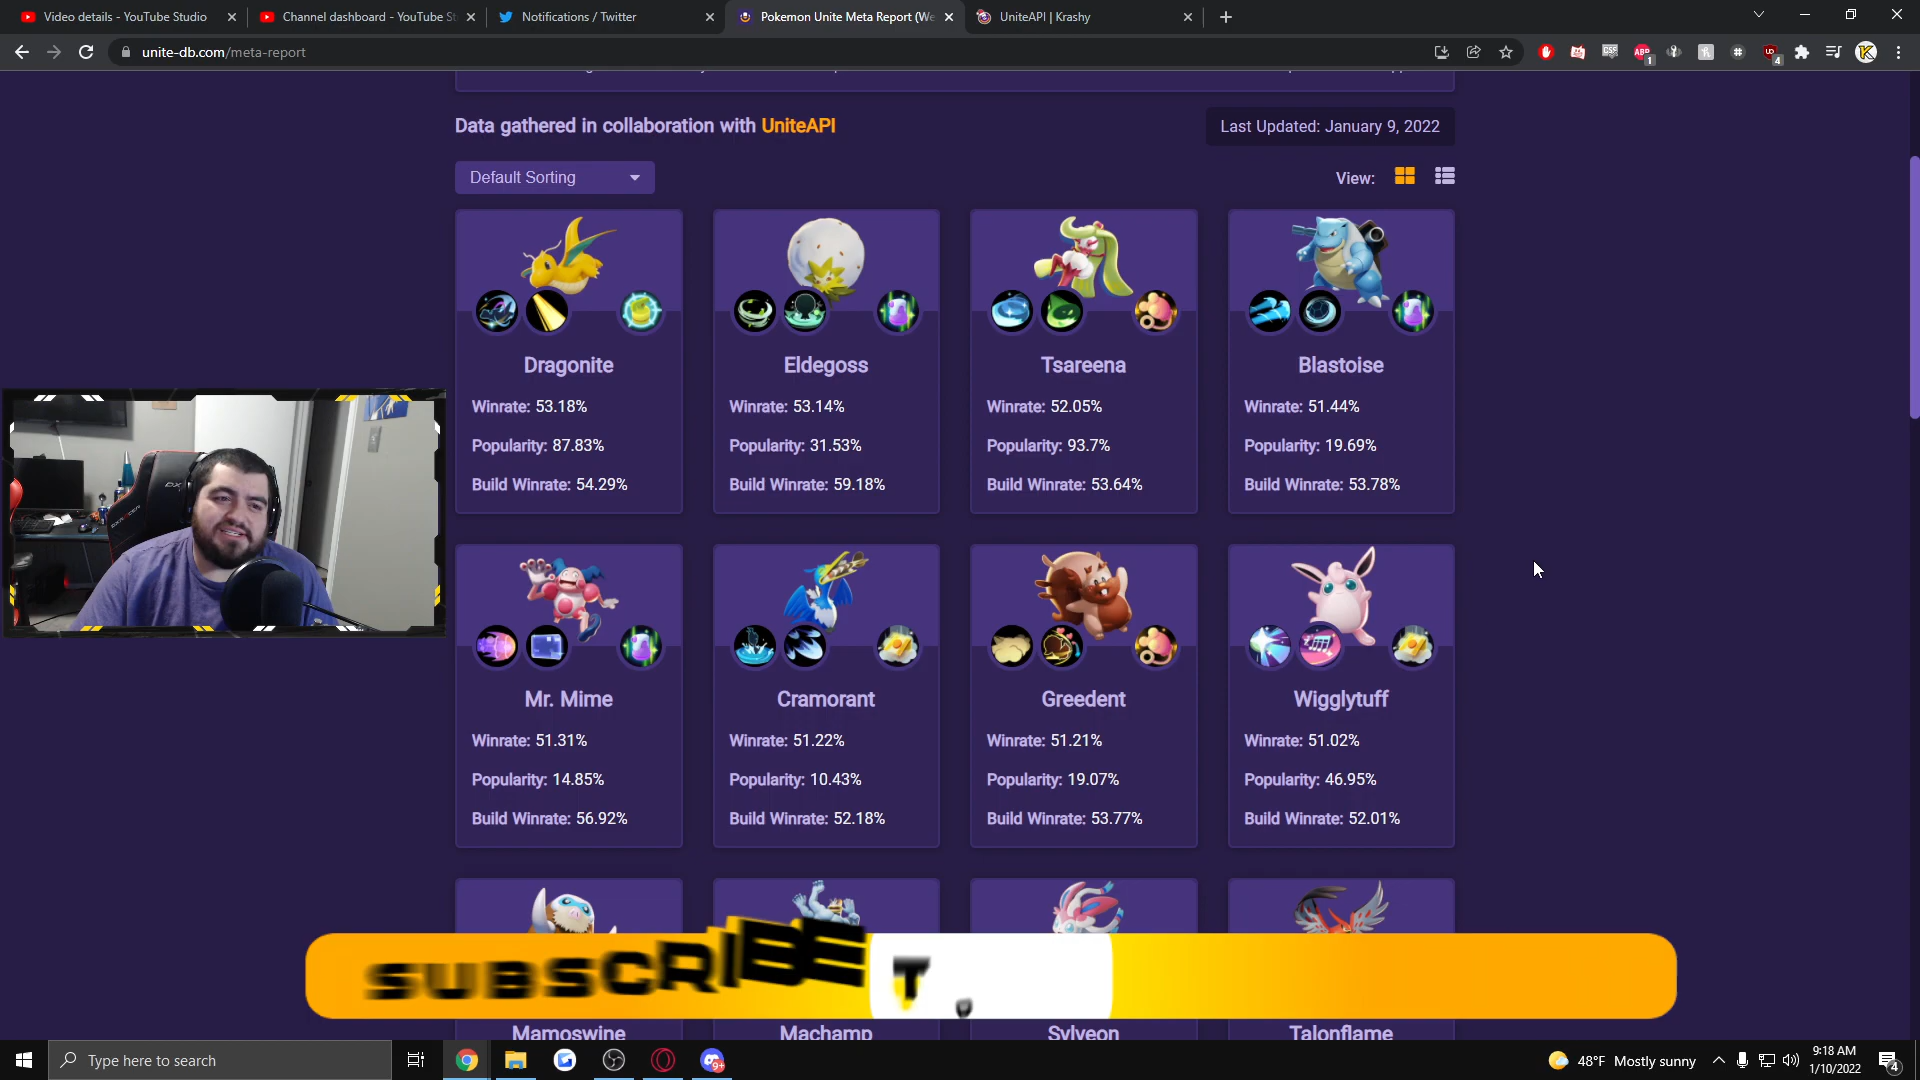 Video details - YouTube Studio
Channel dashboard - YouTube St
Notifications / Twitter
Pokemon Unite Meta Report (We
UniteAPI | Krashy
unite-db.com/meta-report
Data gathered in collaboration with UniteAPI
Last Updated: January 9, 2022
Default Sorting
View:
Dragonite
Winrate: 53.18%
Popularity: 87.83%
Build Winrate: 54.29%
Eldegoss
Winrate: 53.14%
Popularity: 31.53%
Build Winrate: 59.18%
Tsareena
Winrate: 52.05%
Popularity: 93.7%
Build Winrate: 53.64%
Blastoise
Winrate: 51.44%
Popularity: 19.69%
Build Winrate: 53.78%
Mr. Mime
Winrate: 51.31%
Popularity: 14.85%
Build Winrate: 56.92%
Cramorant
Winrate: 51.22%
Popularity: 10.43%
Build Winrate: 52.18%
Greedent
Winrate: 51.21%
Popularity: 19.07%
Build Winrate: 53.77%
Wigglytuff
Winrate: 51.02%
Popularity: 46.95%
Build Winrate: 52.01%
SUBSCRIBE T
Mamoswine
Machamp
Sylveon
Talonflame
Type here to search
48°F Mostly sunny
9:18 AM
1/10/2022